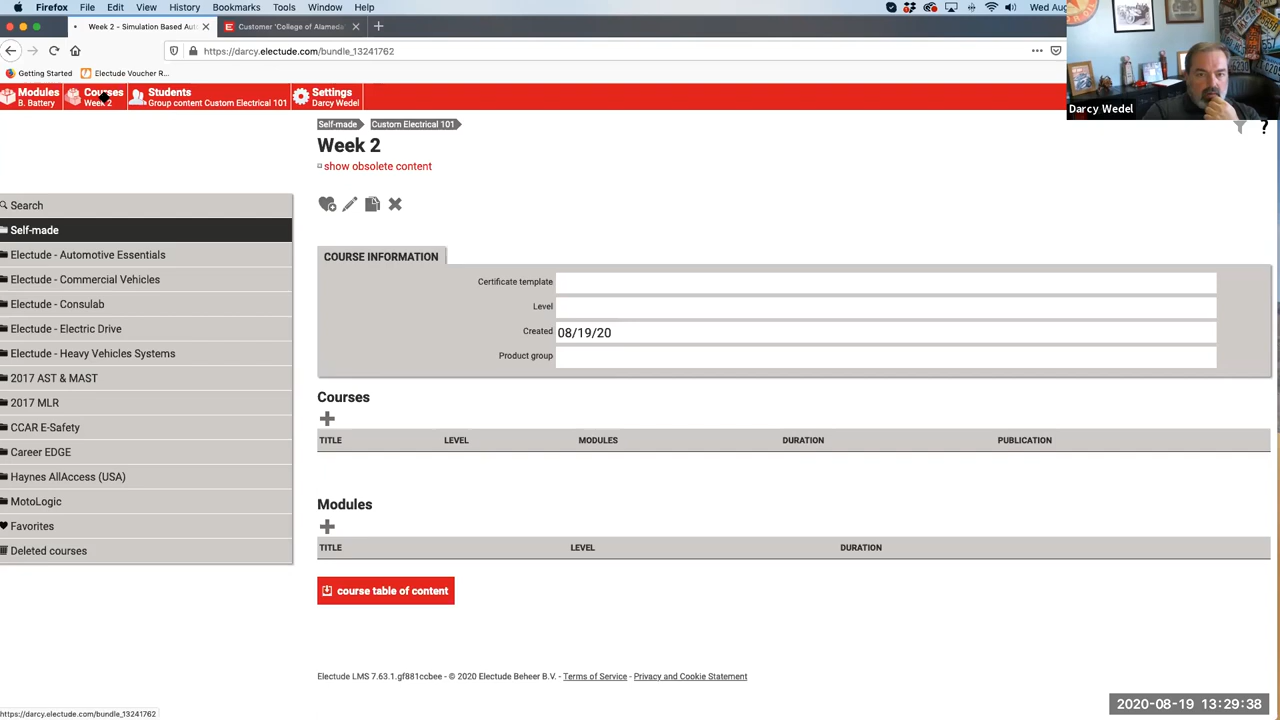 Firefox File Edit View History Bookmarks Tools Window Help Wed Aug
Week 2 - Simulation Based Aut Customer 'College of Alameda
https://darcy.electude.com/bundle_13241762
Getting Started Electude Voucher R...
Modules Courses Students Settings
B. Battery Week 2 Group content Custom Electrical 101 Darcy Wedel
Darcy Wedel
Self-made Custom Electrical 101
?
Week 2
show obsolete content
Search
Self-made
Electude - Automotive Essentials
Electude - Commercial Vehicles
Electude - Consulab
Electude - Electric Drive
Electude - Heavy Vehicles Systems
2017 AST & MAST
2017 MLR
CCAR E-Safety
Career EDGE
Haynes AllAccess (USA)
MotoLogic
Favorites
Deleted courses
COURSE INFORMATION
Certificate template
Level
Created 08/19/20
Product group
Courses
TITLE LEVEL MODULES DURATION PUBLICATION
Modules
TITLE LEVEL DURATION
course table of content
Electude LMS 7.63.1.gf881ccbee - © 2020 Electude Beheer B.V. - Terms of Service - Privacy and Cookie Statement
2020-08-19 13:29:38
https://darcy.electude.com/bundle_13241762